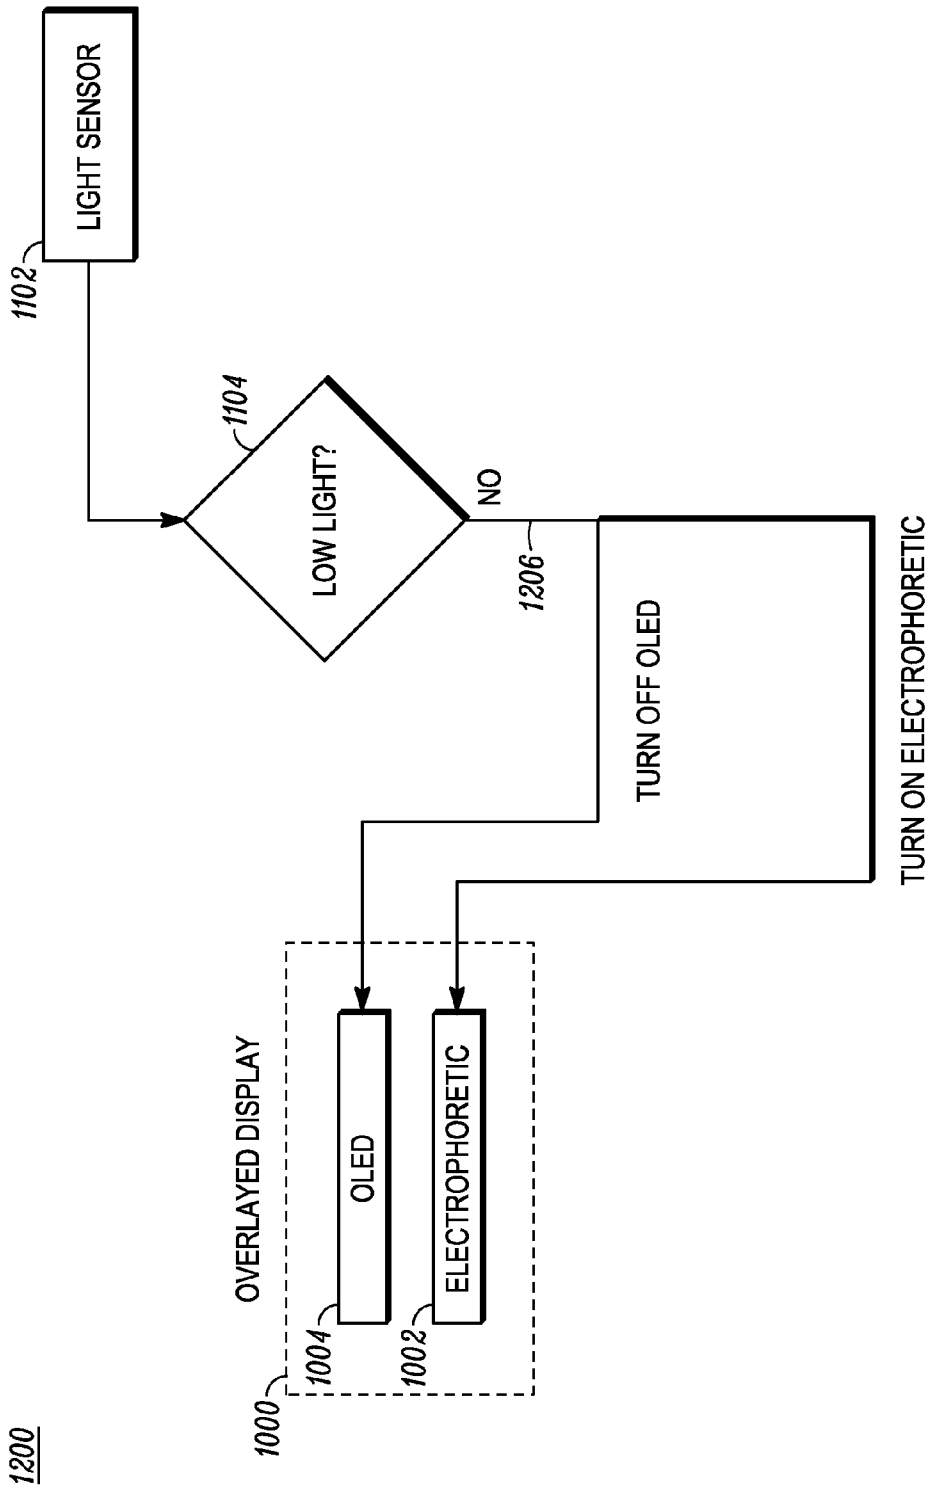 1200
OVERLAYED DISPLAY
1000
1004
OLED
1002
ELECTROPHORETIC
TURN OFF OLED
TURN ON ELECTROPHORETIC
1206
NO
LOW LIGHT?
1104
1102
LIGHT SENSOR